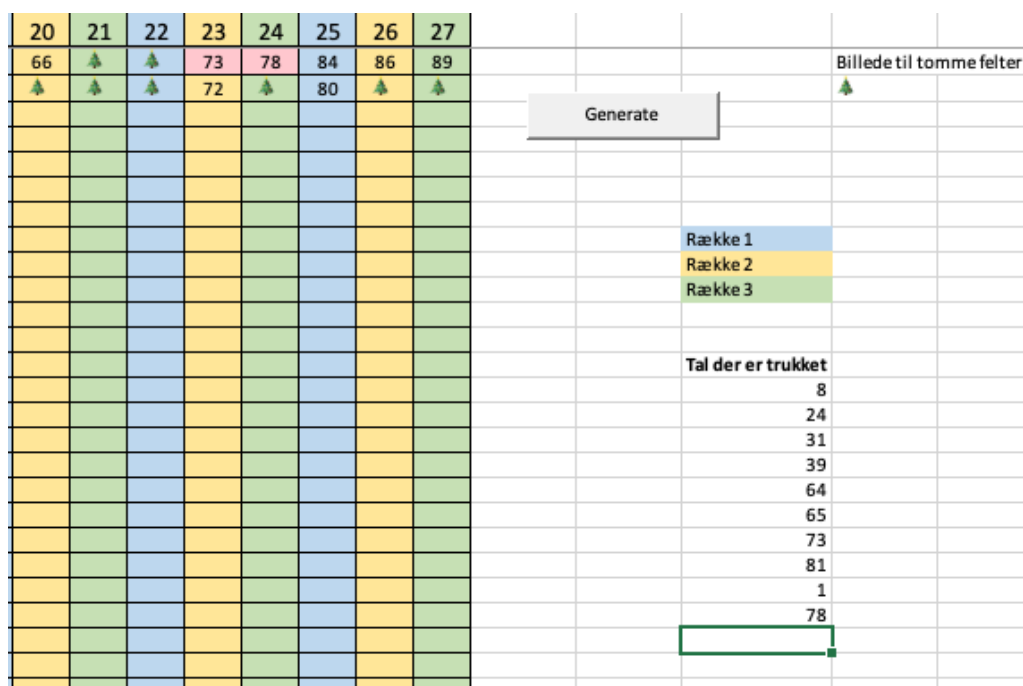 20 21 22 23 24 25 26 27
66 🎄 🎄 73 78 84 86 89 Billede til tomme felter
🎄 🎄 🎄 72 🎄 80 🎄 🎄 🎄
Generate
Række 1
Række 2
Række 3
Tal der er trukket
8
24
31
39
64
65
73
81
1
78